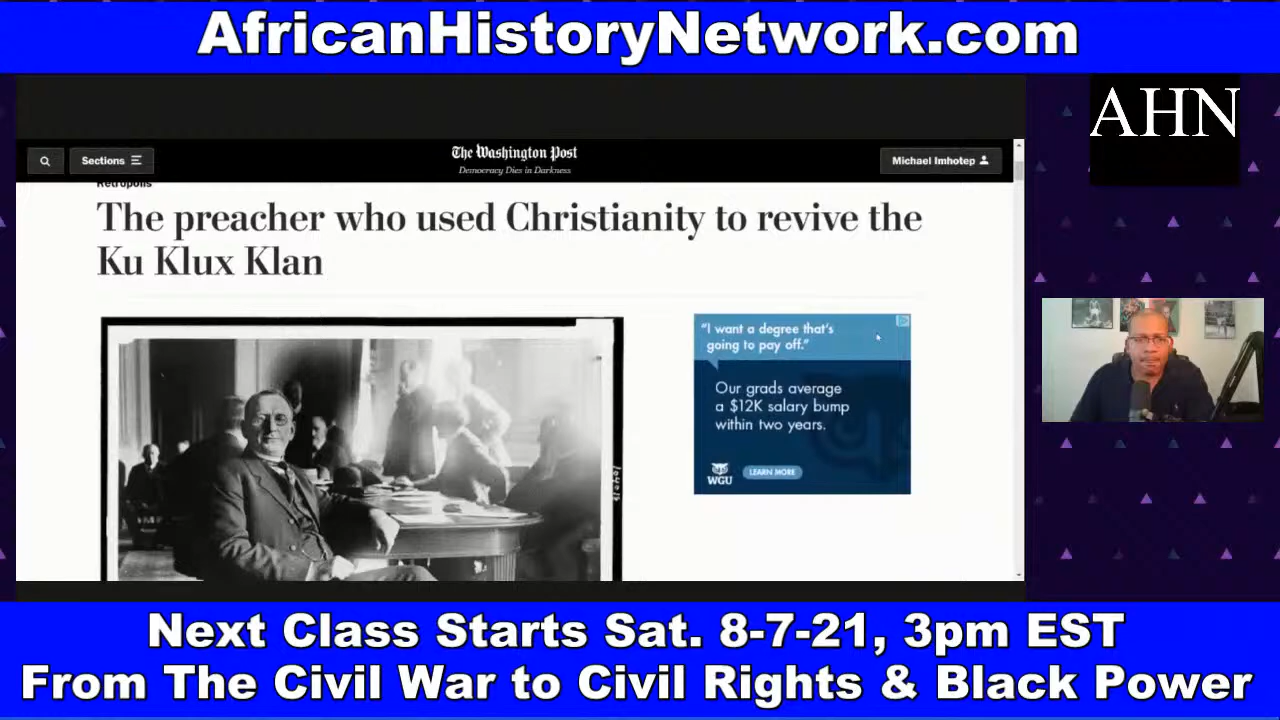 AfricanHistoryNetwork.com
AHN
Sections
The Washington Post
Democracy Dies in Darkness
Michael Imhotep
Retropolis
The preacher who used Christianity to revive the
Ku Klux Klan
"I want a degree that's
going to pay off."
Our grads average
a $12K salary bump
within two years.
WGU
LEARN MORE
Next Class Starts Sat. 8-7-21, 3pm EST
From The Civil War to Civil Rights & Black Power